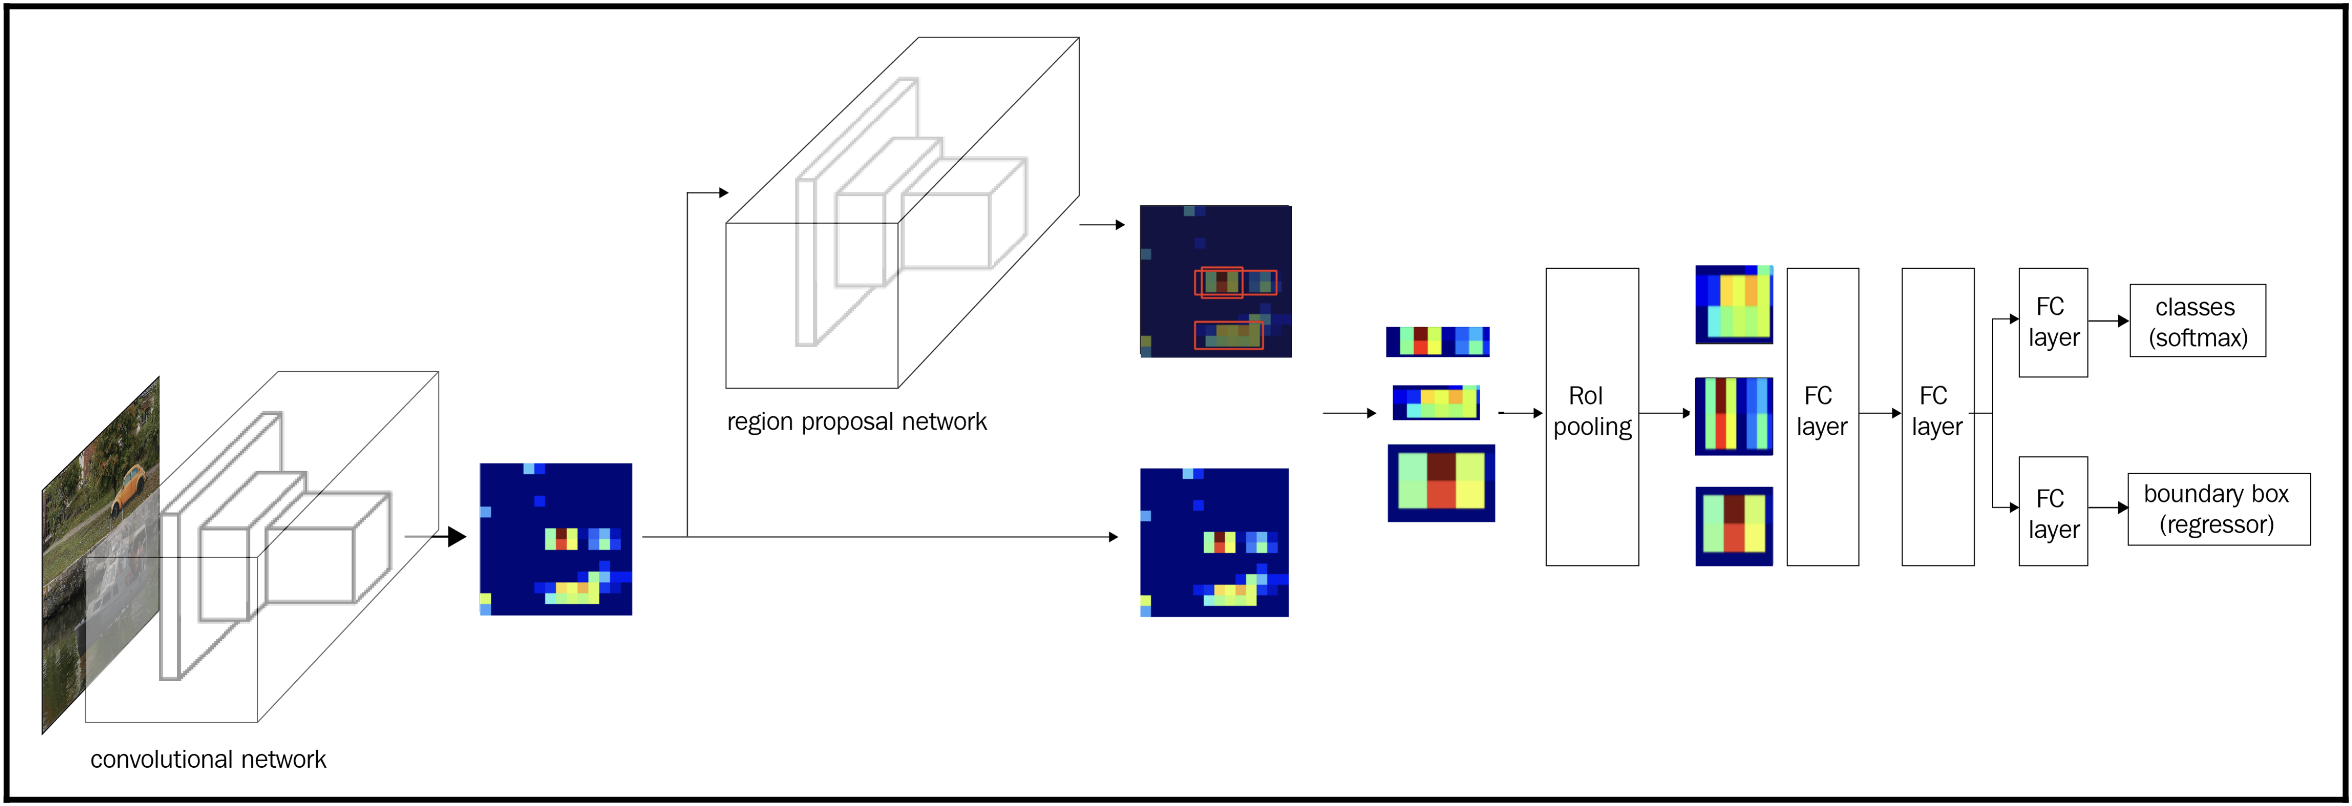 convolutional network
region proposal network
RoI
pooling
FC
layer
FC
layer
FC
layer
classes
(softmax)
FC
layer
boundary box
(regressor)